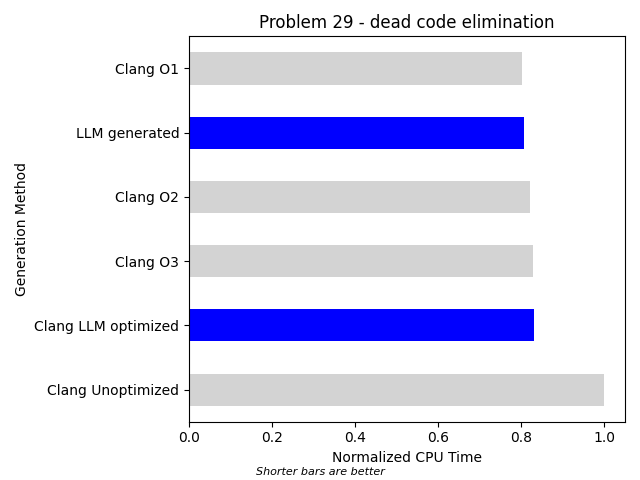 Problem 29 - dead code elimination
Clang O1
LLM generated
Clang O2
Clang O3
Clang LLM optimized
Clang Unoptimized
Generation Method
0.0 0.2 0.4 0.6 0.8 1.0
Normalized CPU Time
Shorter bars are better